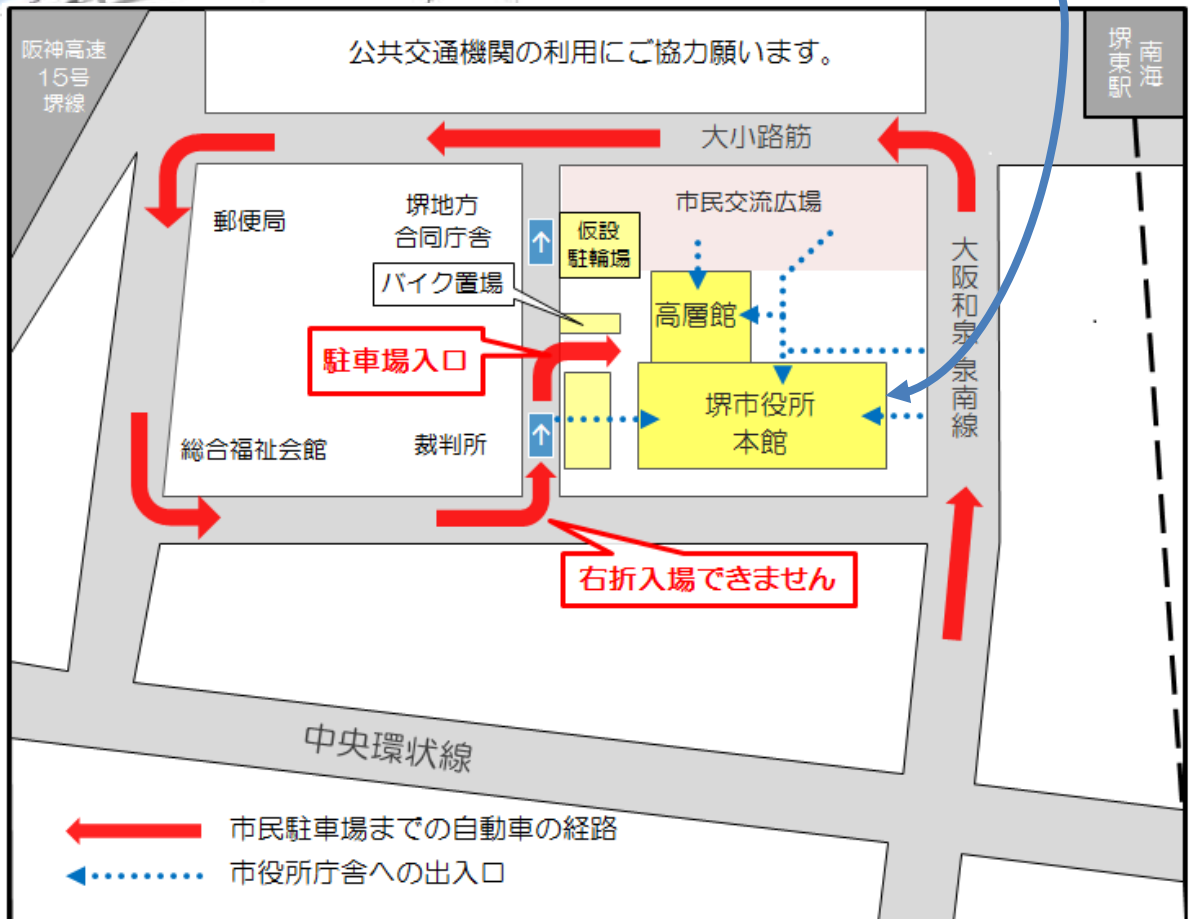 阪神高速
15号
堺線
公共交通機関の利用にご協力願います。
南海
堺東駅
大小路筋
郵便局
堺地方
合同庁舎
仮設
駐輪場
市民交流広場
バイク置場
高層館
大阪和泉泉南線
駐車場入口
堺市役所
本館
総合福祉会館
裁判所
右折入場できません
中央環状線
市民駐車場までの自動車の経路
市役所庁舎への出入口